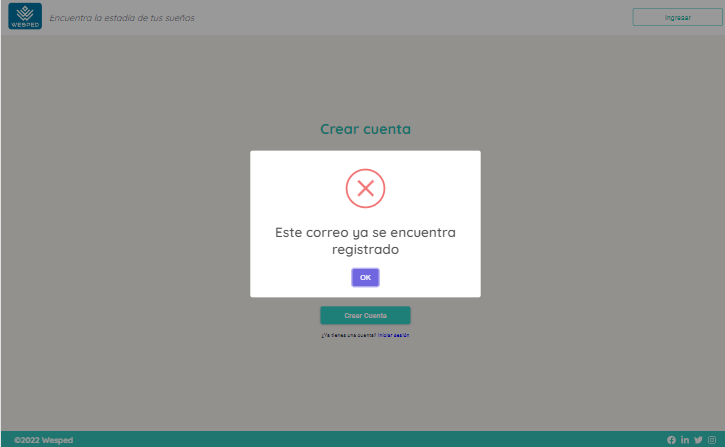 WESPED
Encuentra la estadía de tus sueños
Ingresar
Crear cuenta
Este correo ya se encuentra
registrado
OK
Crear Cuenta
¿Ya tienes una cuenta? Iniciar sesión
©2022 Wesped